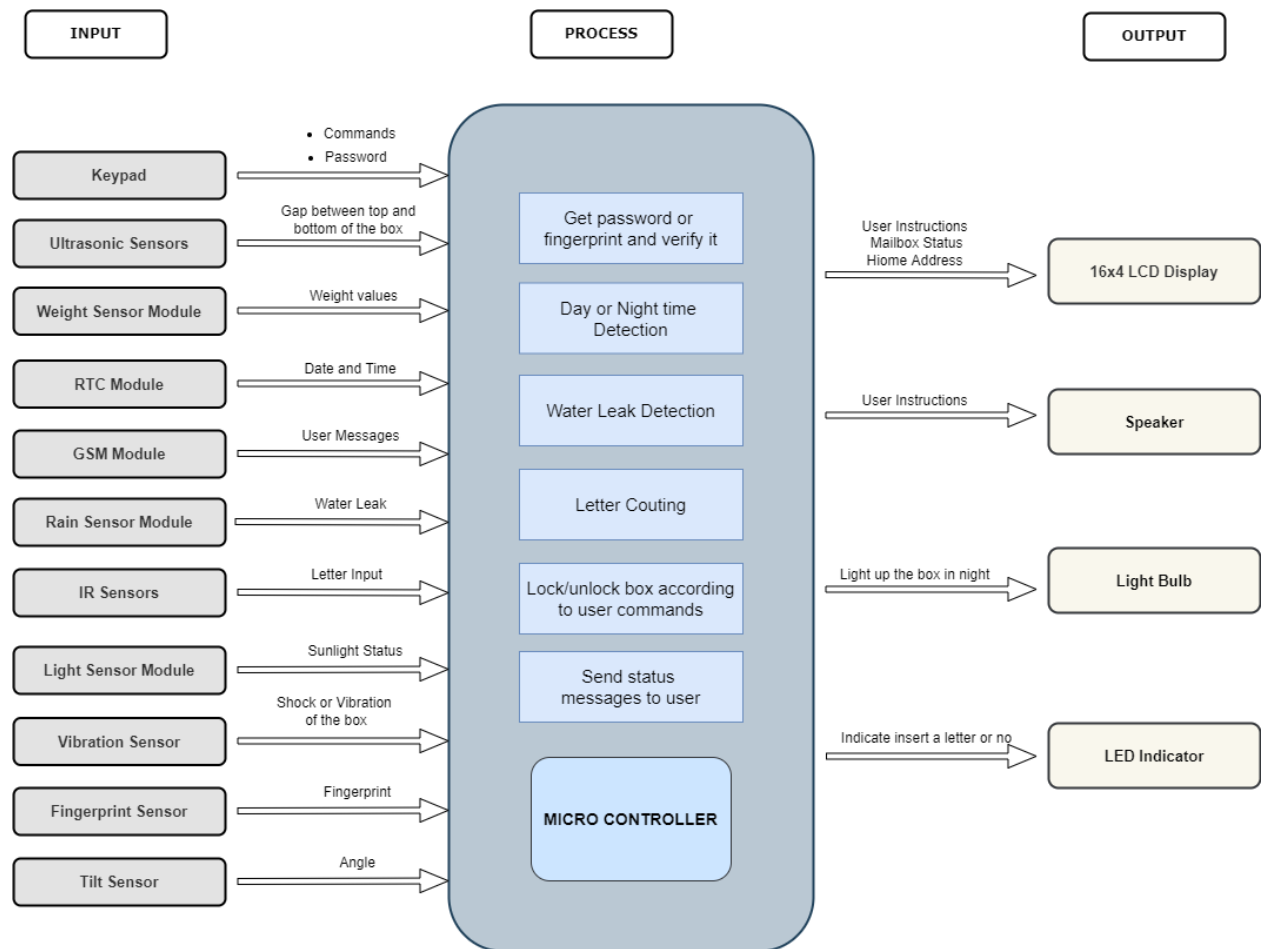 INPUT
PROCESS
OUTPUT
Commands
Password
Keypad
Gap between top and
bottom of the box
Ultrasonic Sensors
Weight values
Weight Sensor Module
Date and Time
RTC Module
User Messages
GSM Module
Water Leak
Rain Sensor Module
Letter Input
IR Sensors
Sunlight Status
Light Sensor Module
Shock or Vibration
of the box
Vibration Sensor
Fingerprint
Fingerprint Sensor
Angle
Tilt Sensor
Get password or
fingerprint and verify it
Day or Night time
Detection
Water Leak Detection
Letter Couting
Lock/unlock box according
to user commands
Send status
messages to user
MICRO CONTROLLER
User Instructions
Mailbox Status
Hiome Address
16x4 LCD Display
User Instructions
Speaker
Light up the box in night
Light Bulb
Indicate insert a letter or no
LED Indicator